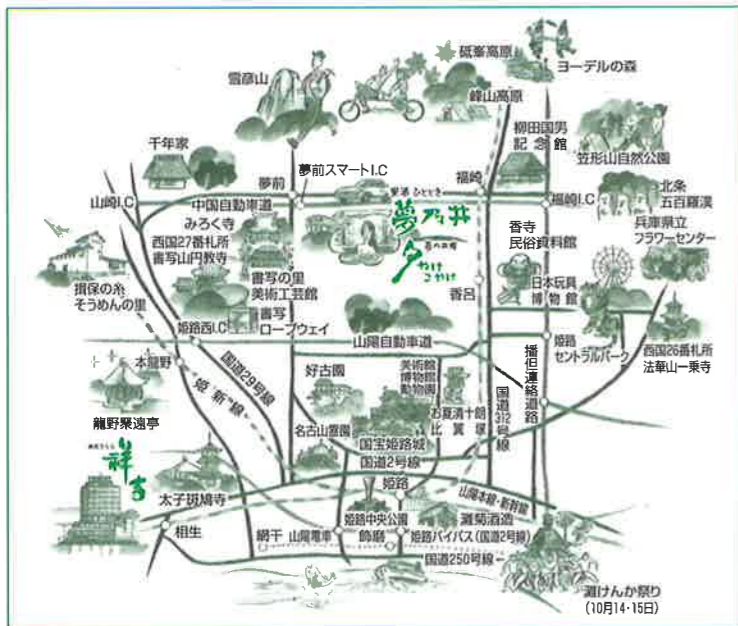 砥峰高原
ヨーデルの森
雪彦山
峰山高原
柳田国男
記念館
笠形山自然公園
千年家
夢前スマートI.C
夢前
福崎
山崎I.C
中国自動車道
福崎I.C
北条
五百羅漢
みろく寺
夢乃井
夕やけこやけ
西国27番札所
書写山円教寺
香寺
民俗資料館
兵庫県立
フラワーセンター
揖保の糸
そうめんの里
書写の里
美術工芸館
香呂
日本玩具
博物館
書写
ロープウェイ
姫路西I.C
山陽自動車道
姫路
セントラルパーク
西国26番札所
法華山一乗寺
本龍野
国道29号線
姫新線
好古園
美術館
博物館
動物園
播但連絡道路
国道312号線
龍野聚遠亭
お夏清十郎
比翼塚
名古山霊園
国宝姫路城
国道2号線
祥吉
太子斑鳩寺
姫路
山陽本線・新幹線
相生
姫路中央公園
灘菊酒造
網干
山陽電車
飾磨
姫路バイパス(国道2号線)
国道250号線
灘けんか祭り
(10月14・15日)